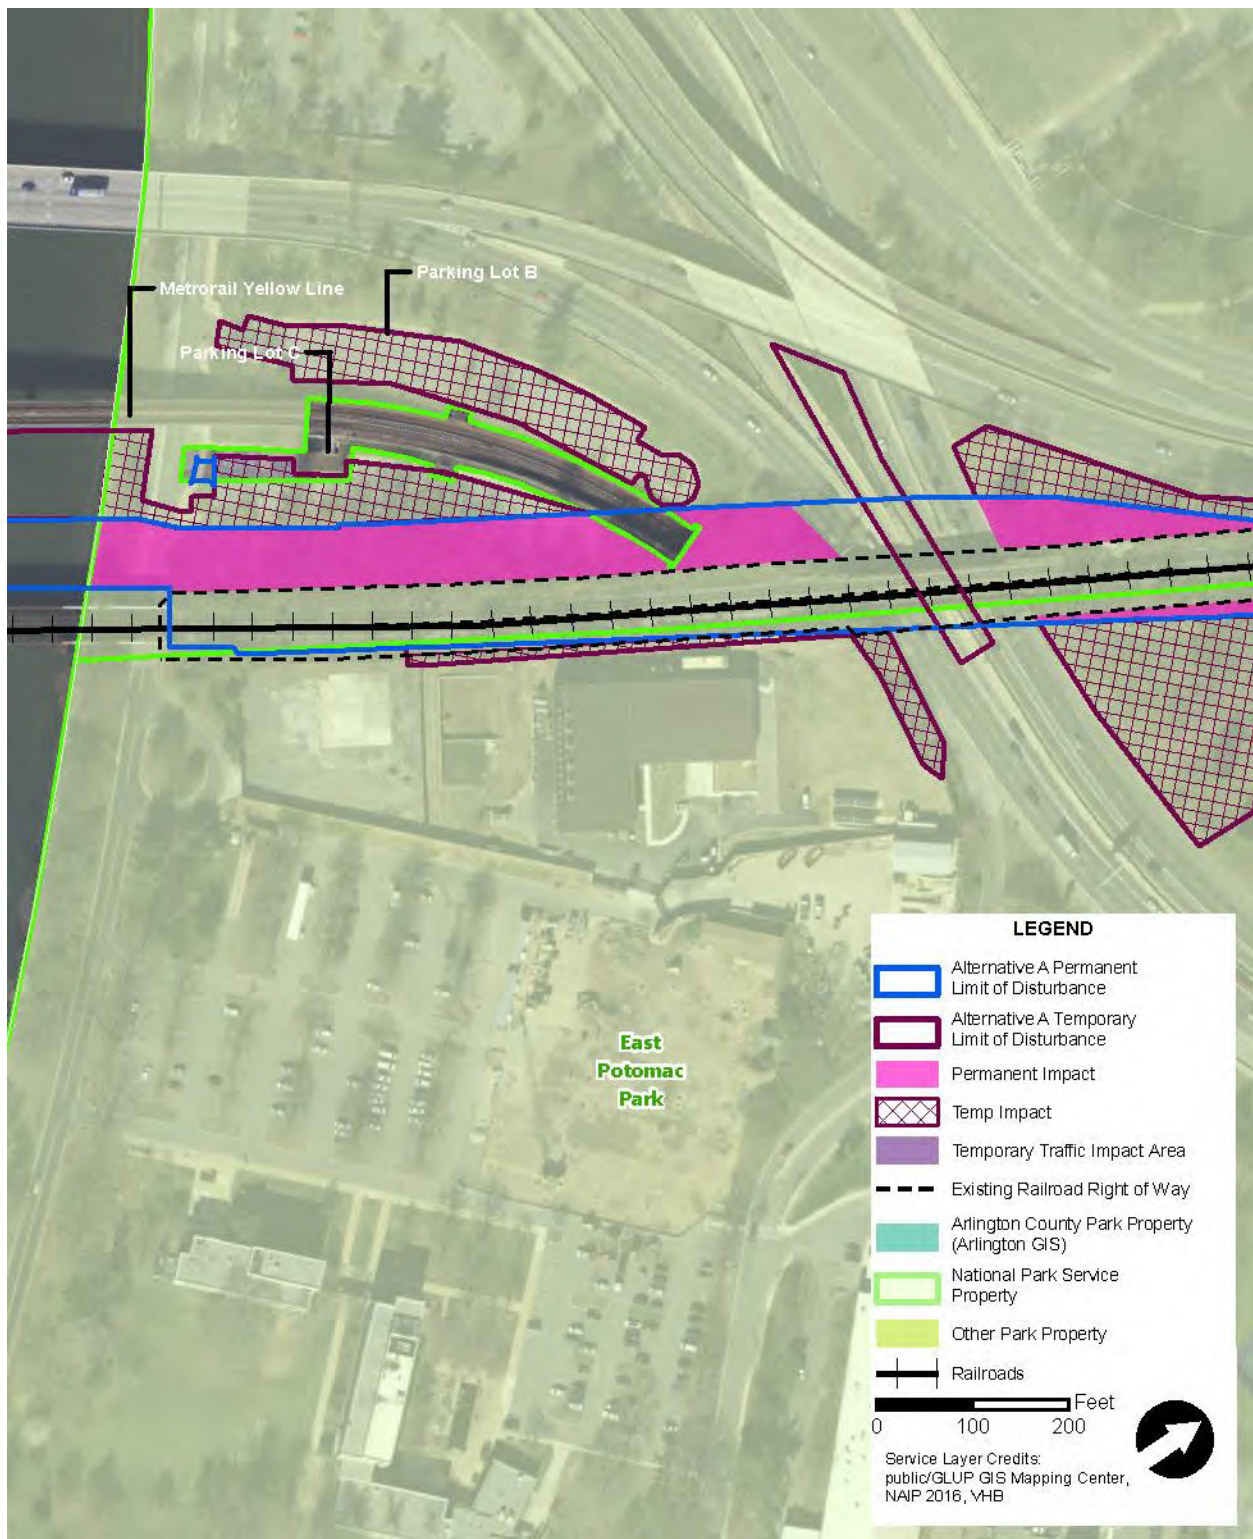 Parking Lot B
Metrorail Yellow Line
Parking Lot C
East
Potomac
Park
LEGEND
Alternative A Permanent
Limit of Disturbance
Alternative A Temporary
Limit of Disturbance
Permanent Impact
Temp Impact
Temporary Traffic Impact Area
Existing Railroad Right of Way
Arlington County Park Property
(Arlington GIS)
National Park Service
Property
Other Park Property
Railroads
Feet
0 100 200
Service Layer Credits:
public/GLUP GIS Mapping Center,
NAIP 2016, VHB